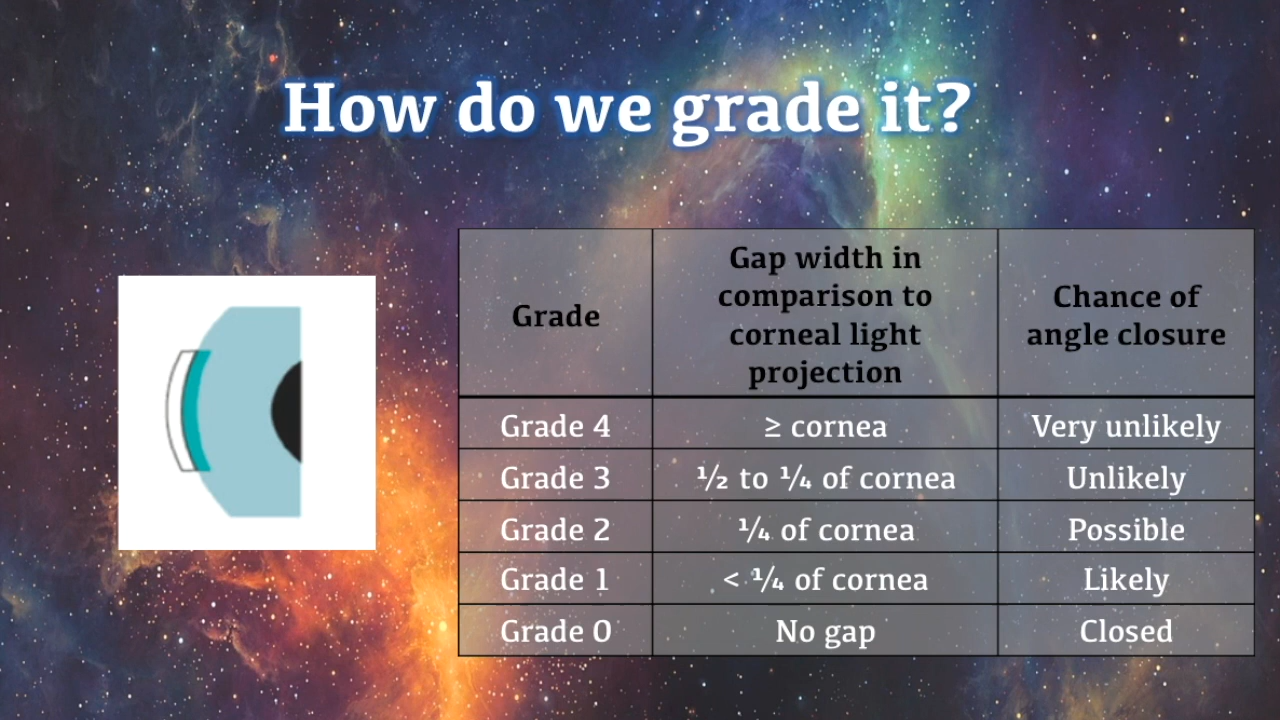 How do we grade it?
Grade
Gap width in
comparison to
corneal light
projection
Chance of
angle closure
Grade 4
≥ cornea
Very unlikely
Grade 3
½ to ¼ of cornea
Unlikely
Grade 2
¼ of cornea
Possible
Grade 1
< ¼ of cornea
Likely
Grade 0
No gap
Closed